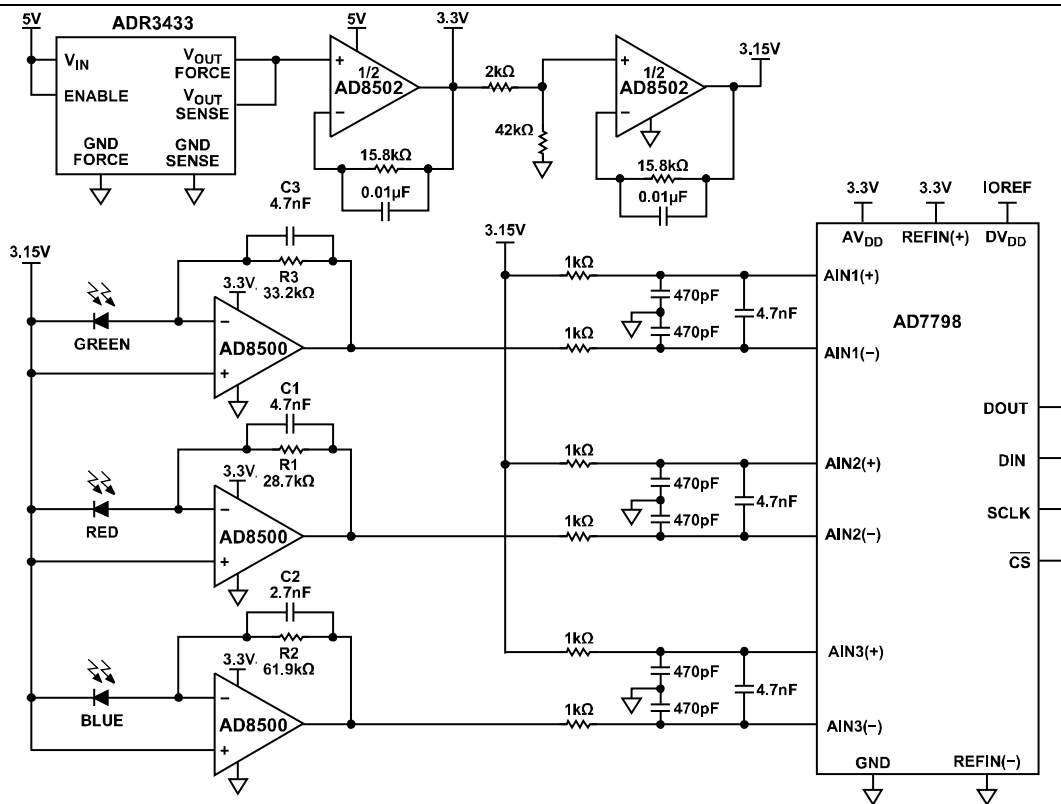 ADR3433
5V
V_IN
ENABLE
V_OUT
FORCE
V_OUT
SENSE
GND
FORCE
GND
SENSE
5V
+
1/2
AD8502
−
15.8kΩ
0.01µF
3.3V
2kΩ
42kΩ
+
1/2
AD8502
−
15.8kΩ
0.01µF
3.15V
3.15V
C3
4.7nF
R3
33.2kΩ
3.3V
−
AD8500
+
GREEN
C1
4.7nF
R1
28.7kΩ
3.3V
−
AD8500
+
RED
C2
2.7nF
R2
61.9kΩ
3.3V
−
AD8500
+
BLUE
3.15V
1kΩ
470pF
470pF
4.7nF
1kΩ
1kΩ
470pF
470pF
4.7nF
1kΩ
1kΩ
470pF
470pF
4.7nF
1kΩ
3.3V
3.3V
IOREF
AV_DD
REFIN(+)
DV_DD
AIN1(+)
AD7798
AIN1(−)
DOUT
AIN2(+)
DIN
SCLK
AIN2(−)
CS
AIN3(+)
AIN3(−)
GND
REFIN(−)